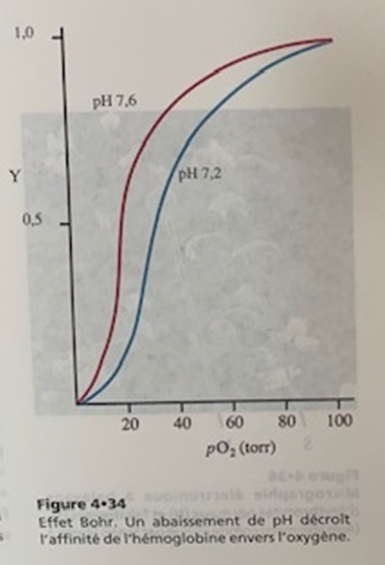 1,0
pH 7,6
Y
pH 7,2
0,5
20 40 60 80 100
pO₂ (torr)
Figure 4•34
Effet Bohr. Un abaissement de pH décroît
l'affinité de l'hémoglobine envers l'oxygène.